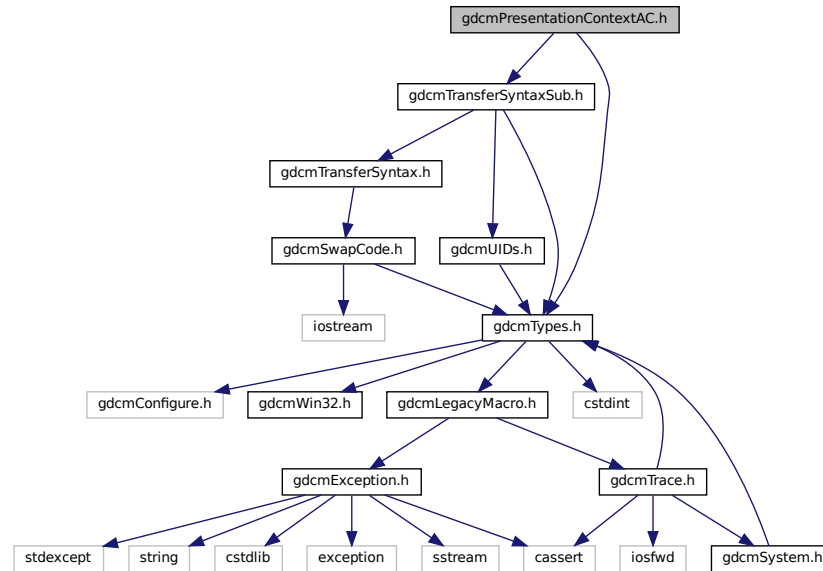 gdcmPresentationContextAC.h
gdcmTransferSyntaxSub.h
gdcmTransferSyntax.h
gdcmSwapCode.h
gdcmUIDs.h
iostream
gdcmTypes.h
gdcmConfigure.h
gdcmWin32.h
gdcmLegacyMacro.h
cstdint
gdcmException.h
gdcmTrace.h
stdexcept
string
cstdlib
exception
sstream
cassert
iosfwd
gdcmSystem.h